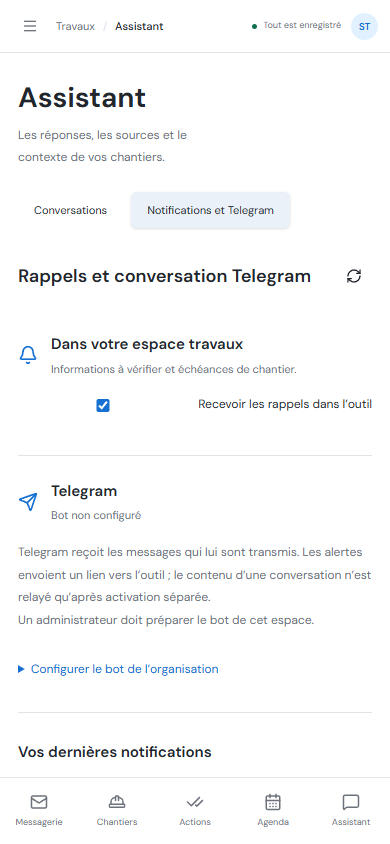 Travaux / Assistant
Tout est enregistré
ST
Assistant
Les réponses, les sources et le
contexte de vos chantiers.
Conversations
Notifications et Telegram
Rappels et conversation Telegram
Dans votre espace travaux
Informations à vérifier et échéances de chantier.
Recevoir les rappels dans l'outil
Telegram
Bot non configuré
Telegram reçoit les messages qui lui sont transmis. Les alertes
envoient un lien vers l'outil ; le contenu d'une conversation n'est
relayé qu'après activation séparée.
Un administrateur doit préparer le bot de cet espace.
Configurer le bot de l'organisation
Vos dernières notifications
Messagerie
Chantiers
Actions
Agenda
Assistant